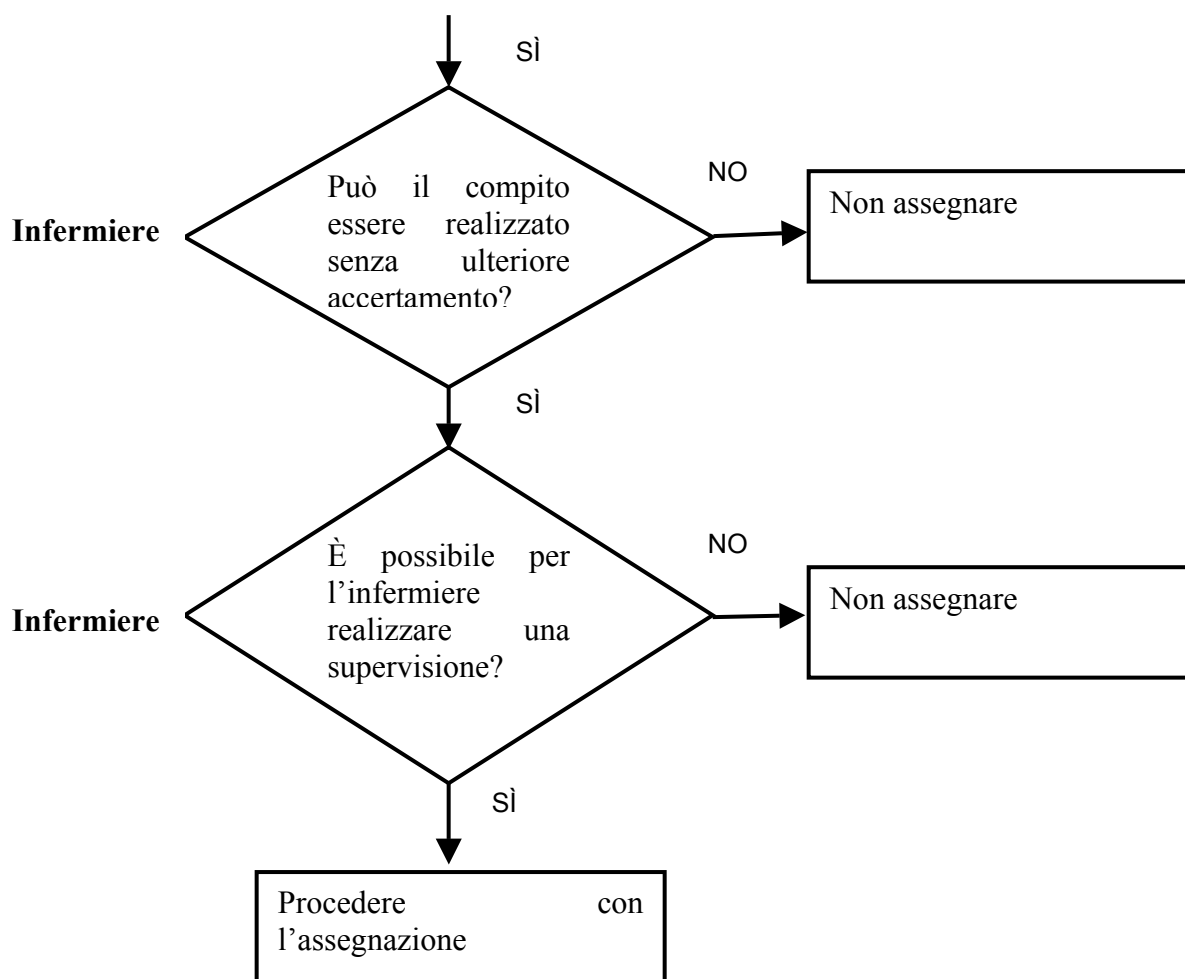 SÌ
Può il compito
essere realizzato
senza ulteriore
accertamento?
Infermiere
NO
Non assegnare
SÌ
È possibile per
l’infermiere
realizzare una
supervisione?
Infermiere
NO
Non assegnare
SÌ
Procedere con
l’assegnazione